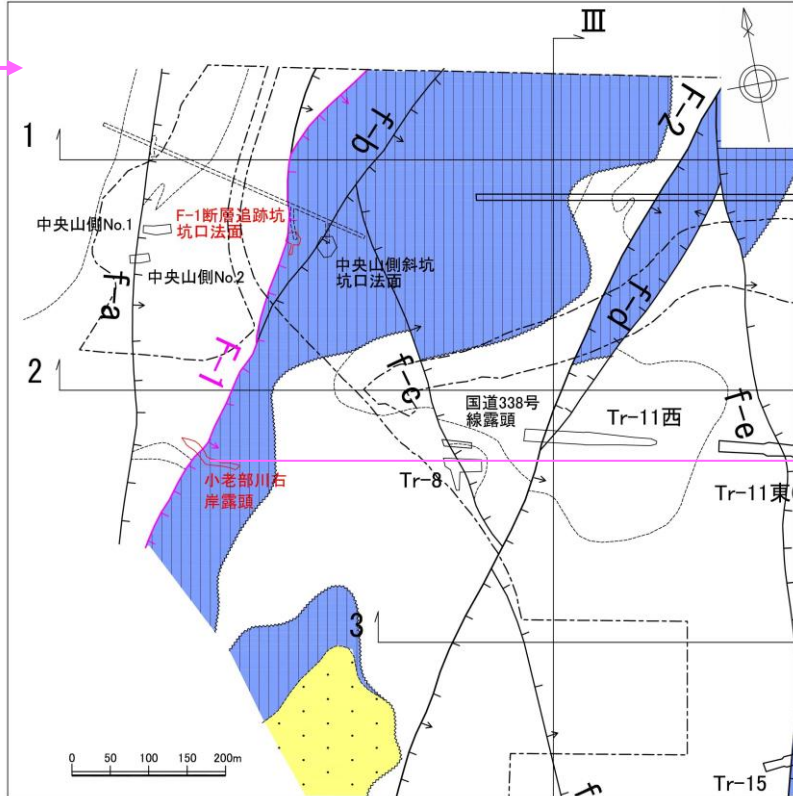 III
1
f-b
F-2
中央山側No.1
F-1断層追跡坑
坑口法面
中央山側No.2
中央山側斜坑
坑口法面
f-a
f-d
F-1
2
f-c
国道338号
線露頭
Tr-11西
f-e
小老部川右
岸露頭
Tr-8
Tr-11東(
3
0 50 100 150 200m
f
Tr-15